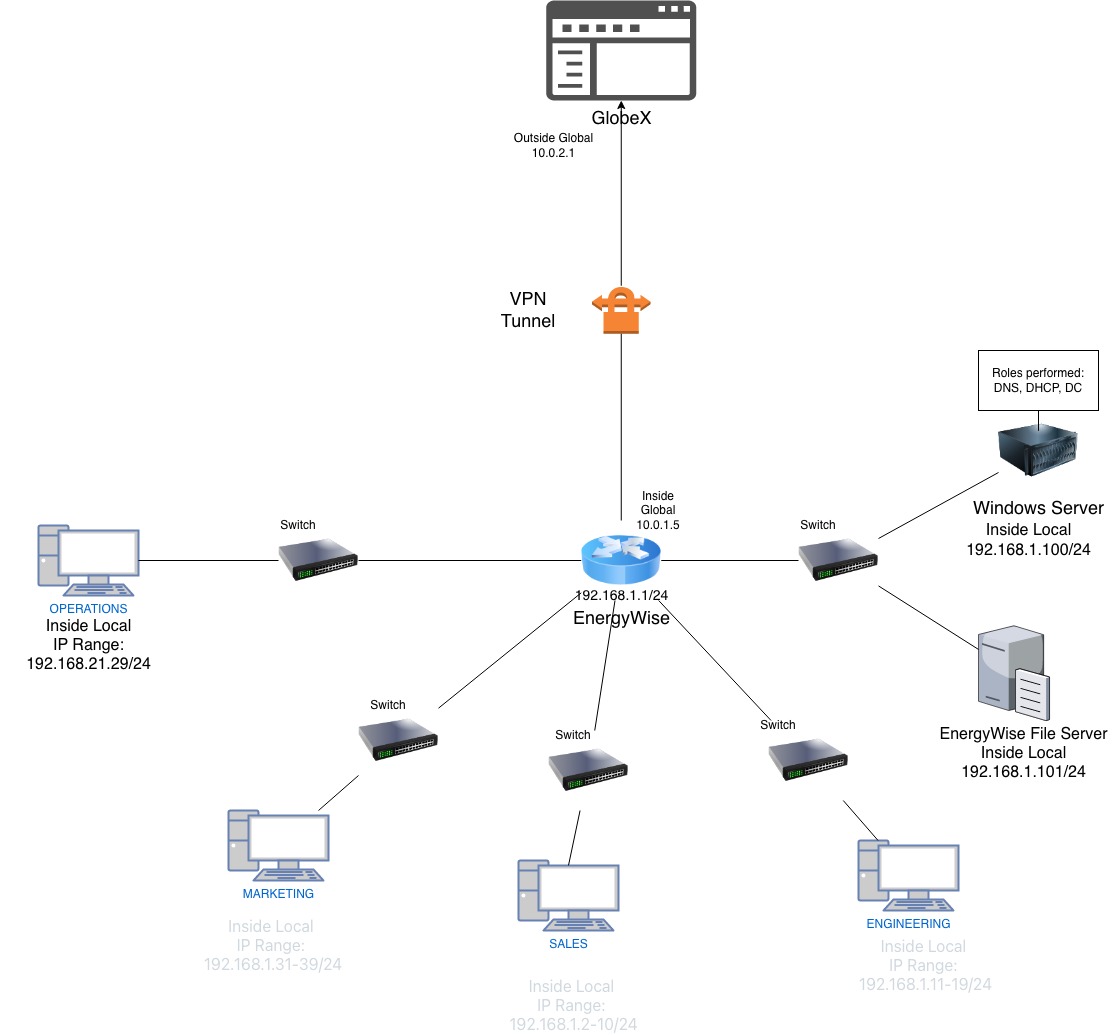 GlobeX
Outside Global
10.0.2.1
VPN
Tunnel
Roles performed:
DNS, DHCP, DC
Windows Server
Inside Local
192.168.1.100/24
Inside
Global
10.0.1.5
Switch
Switch
192.168.1.1/24
EnergyWise
OPERATIONS
Inside Local
IP Range:
192.168.21.29/24
Switch
Switch
Switch
EnergyWise File Server
Inside Local
192.168.1.101/24
MARKETING
Inside Local
IP Range:
192.168.1.31-39/24
SALES
Inside Local
IP Range:
192.168.1.2-10/24
ENGINEERING
Inside Local
IP Range:
192.168.1.11-19/24